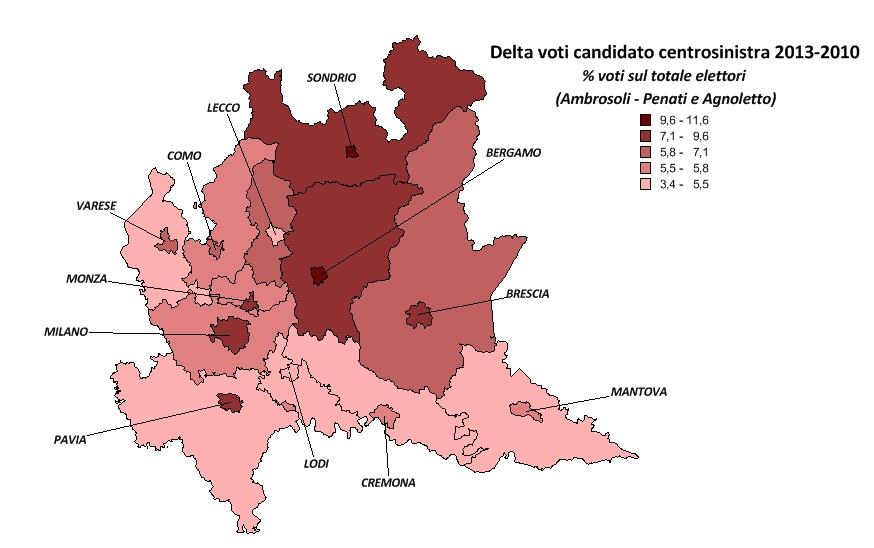 Delta voti candidato centrosinistra 2013-2010
% voti sul totale elettori
(Ambrosoli - Penati e Agnoletto)
9,6 - 11,6
7,1 - 9,6
5,8 - 7,1
5,5 - 5,8
3,4 - 5,5
SONDRIO
LECCO
BERGAMO
COMO
VARESE
MONZA
BRESCIA
MILANO
MANTOVA
PAVIA
LODI
CREMONA